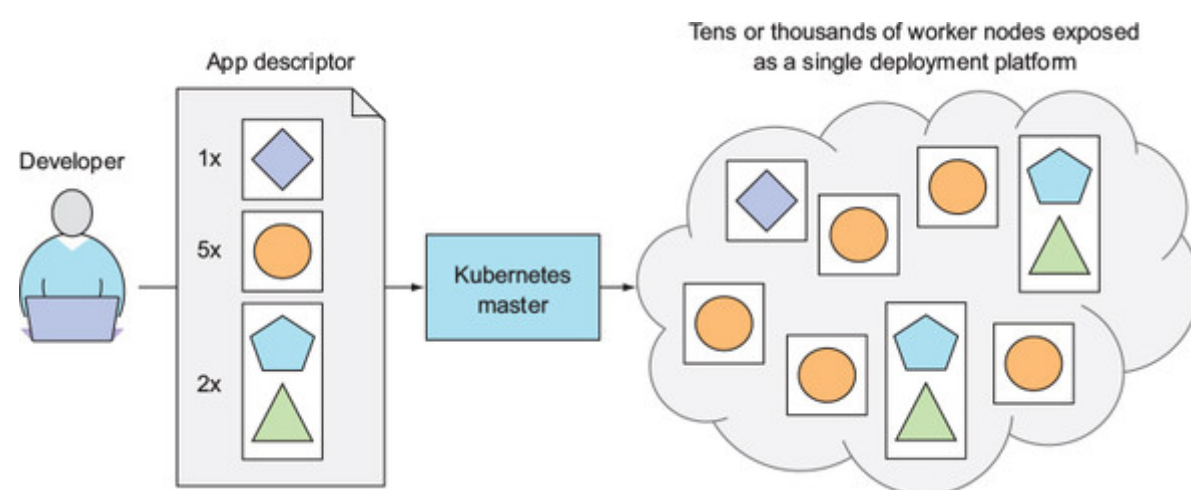 Tens or thousands of worker nodes exposed
as a single deployment platform
App descriptor
Developer
1x
5x
2x
Kubernetes
master